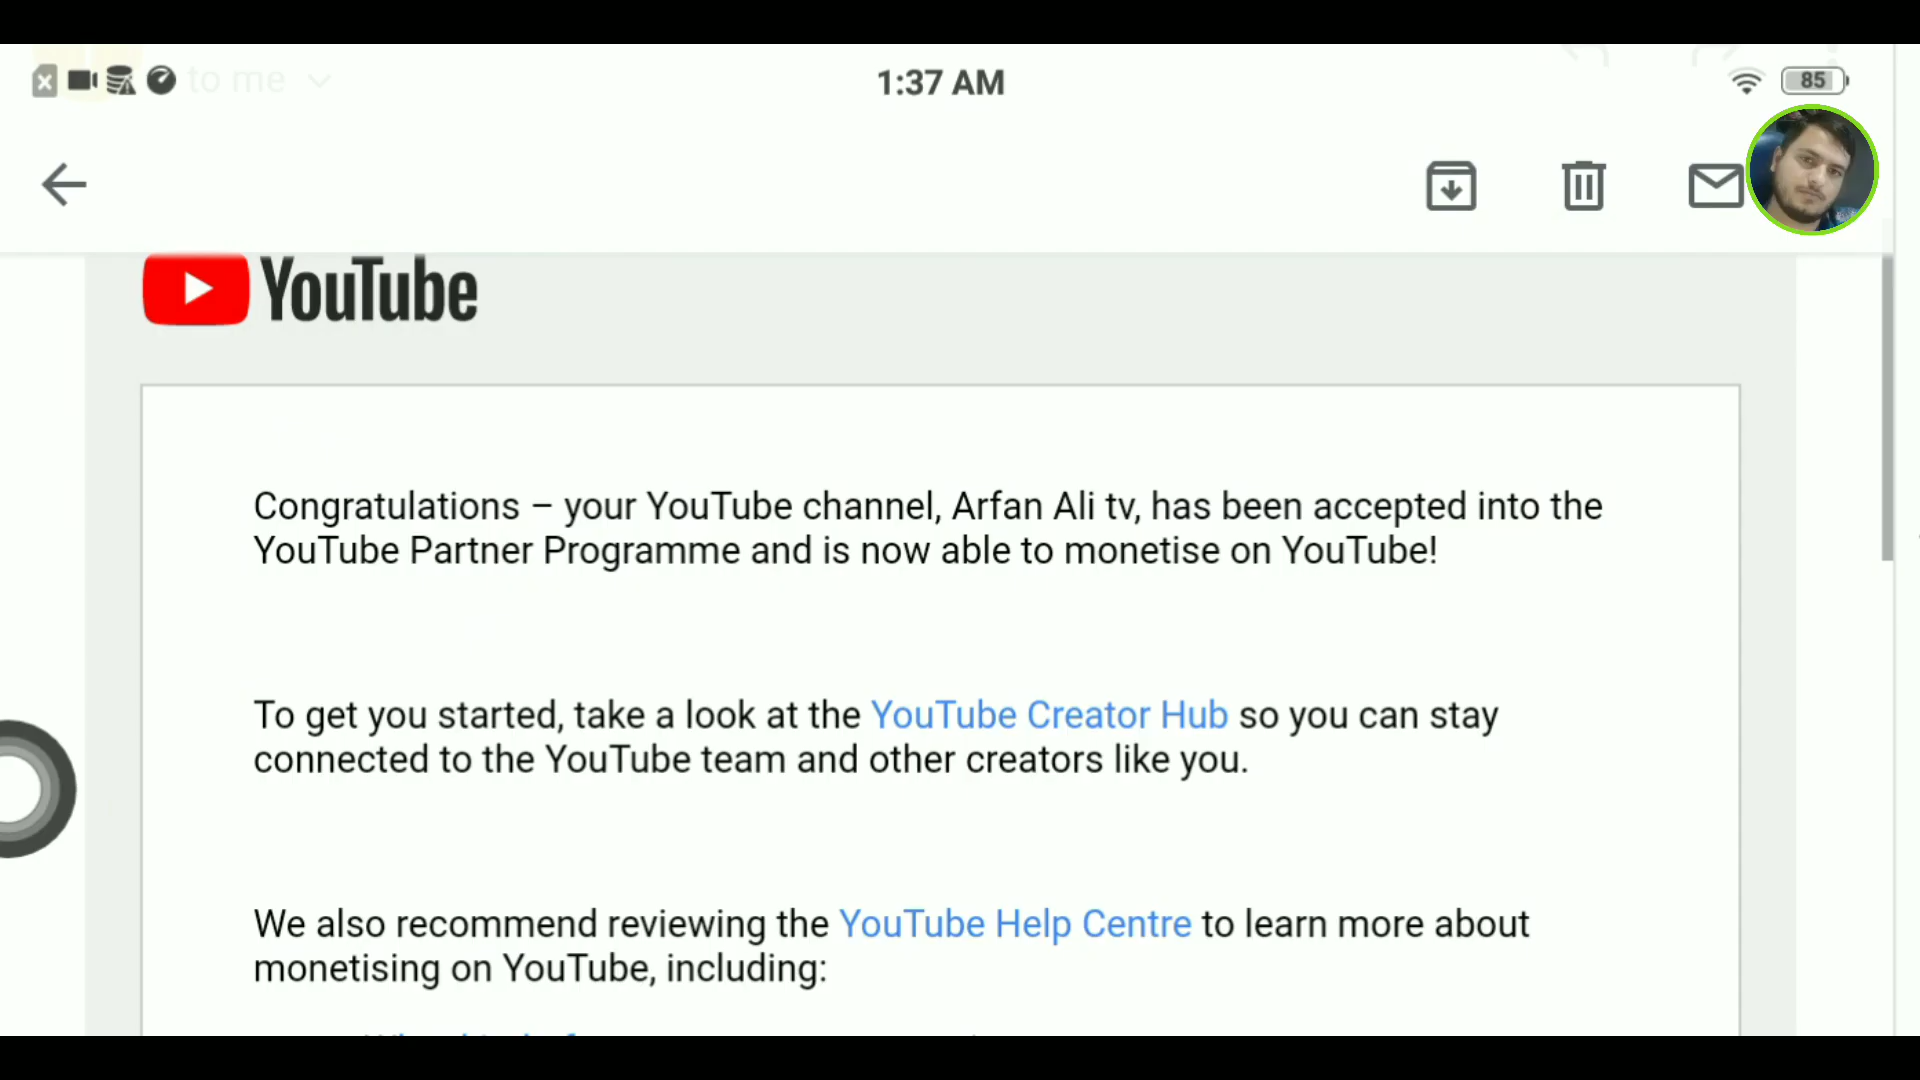 to me
1:37 AM
85
YouTube
Congratulations – your YouTube channel, Arfan Ali tv, has been accepted into the
YouTube Partner Programme and is now able to monetise on YouTube!
To get you started, take a look at the YouTube Creator Hub so you can stay
connected to the YouTube team and other creators like you.
We also recommend reviewing the YouTube Help Centre to learn more about
monetising on YouTube, including: